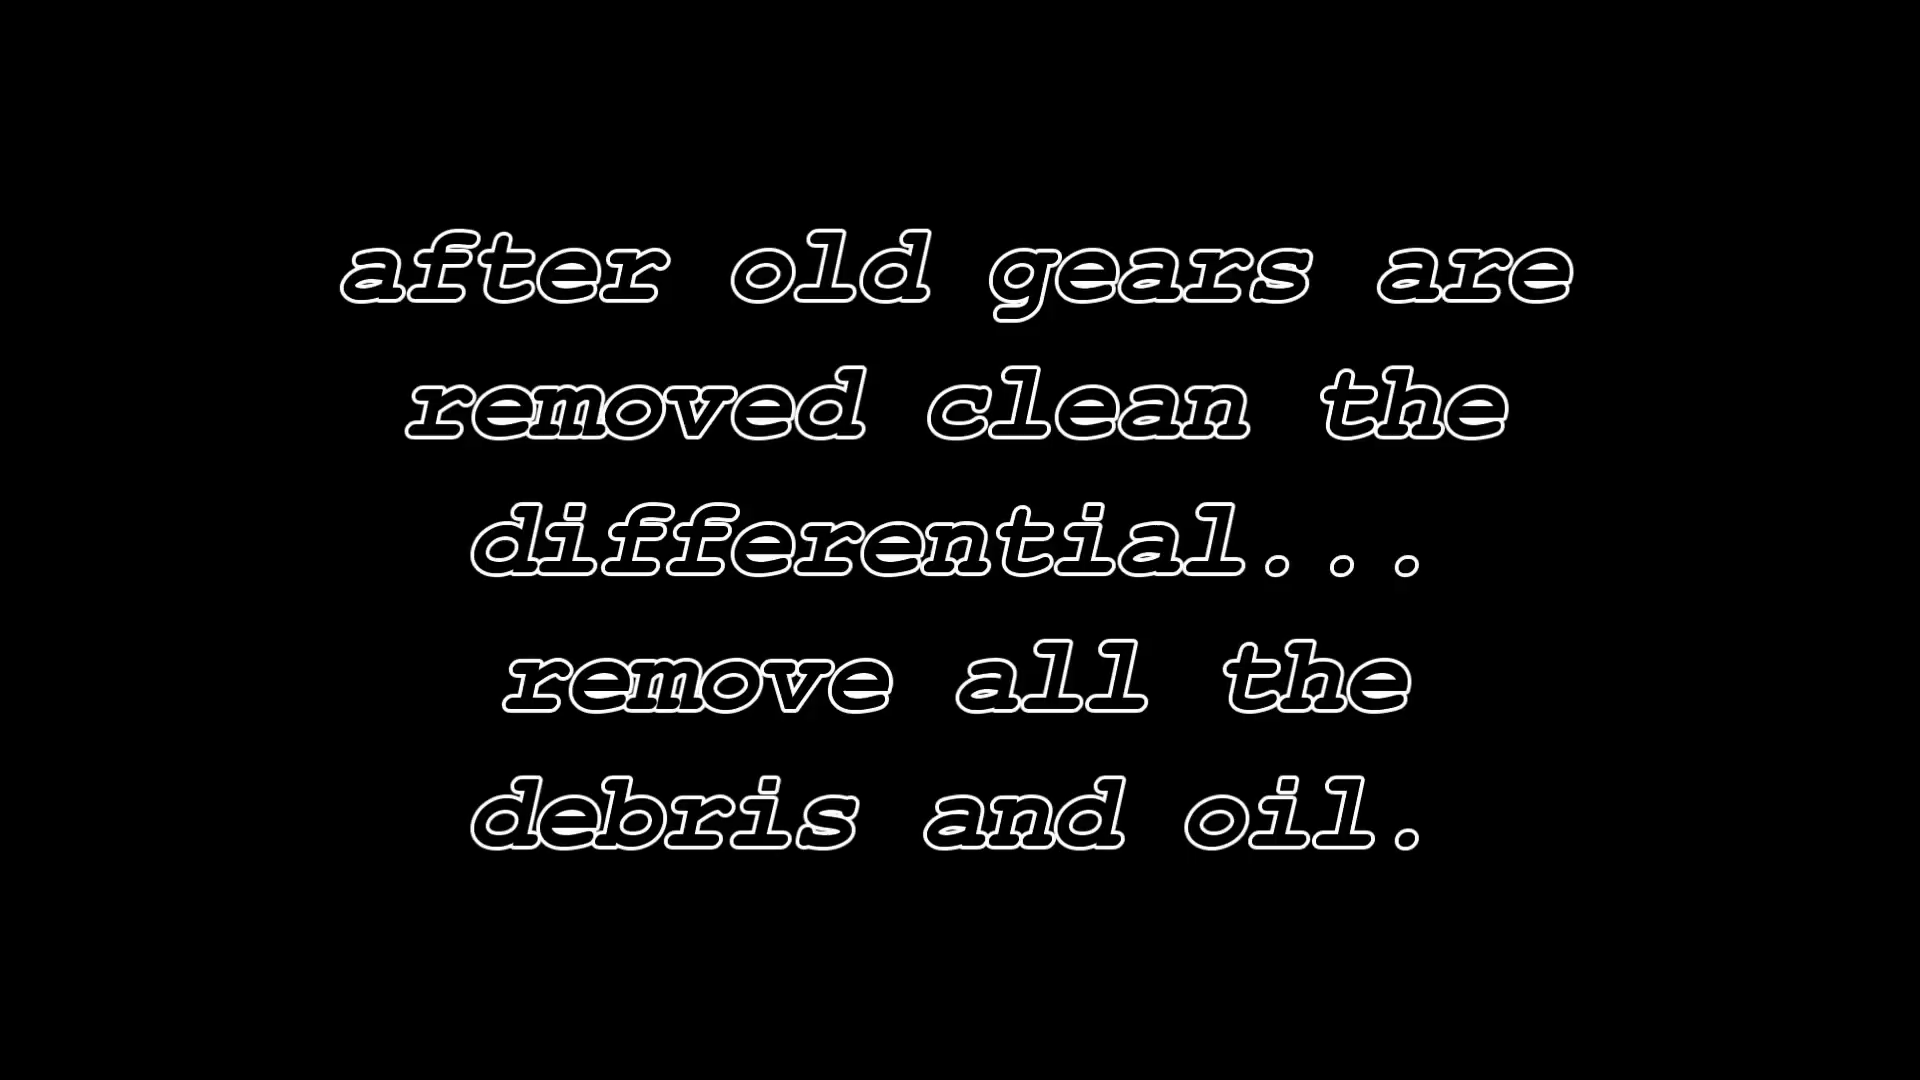 after old gears are
removed clean the
differential...
remove all the
debris and oil.